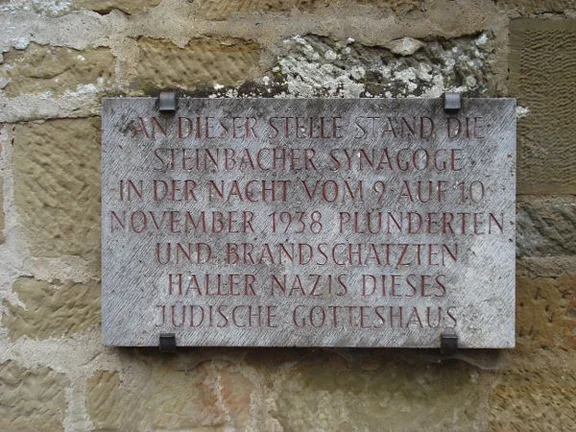 AN DIESER STELLE STAND DIE
STEINBACHER SYNAGOGE
IN DER NACHT VOM 9. AUF 10.
NOVEMBER 1938 PLÜNDERTEN
UND BRANDSCHATZTEN
HALLER NAZIS DIESES
JÜDISCHE GOTTESHAUS